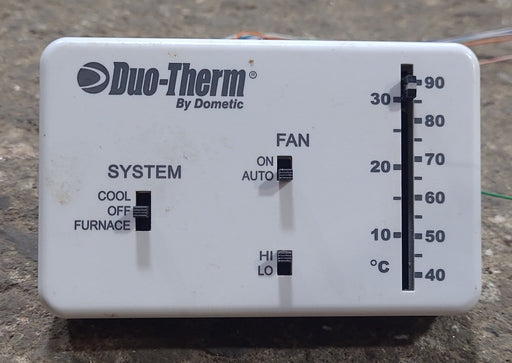 Duo-Therm®
By Dometic
SYSTEM
COOL
OFF
FURNACE
FAN
ON
AUTO
HI
LO
90
30
80
70
20
60
10
50
°C
40